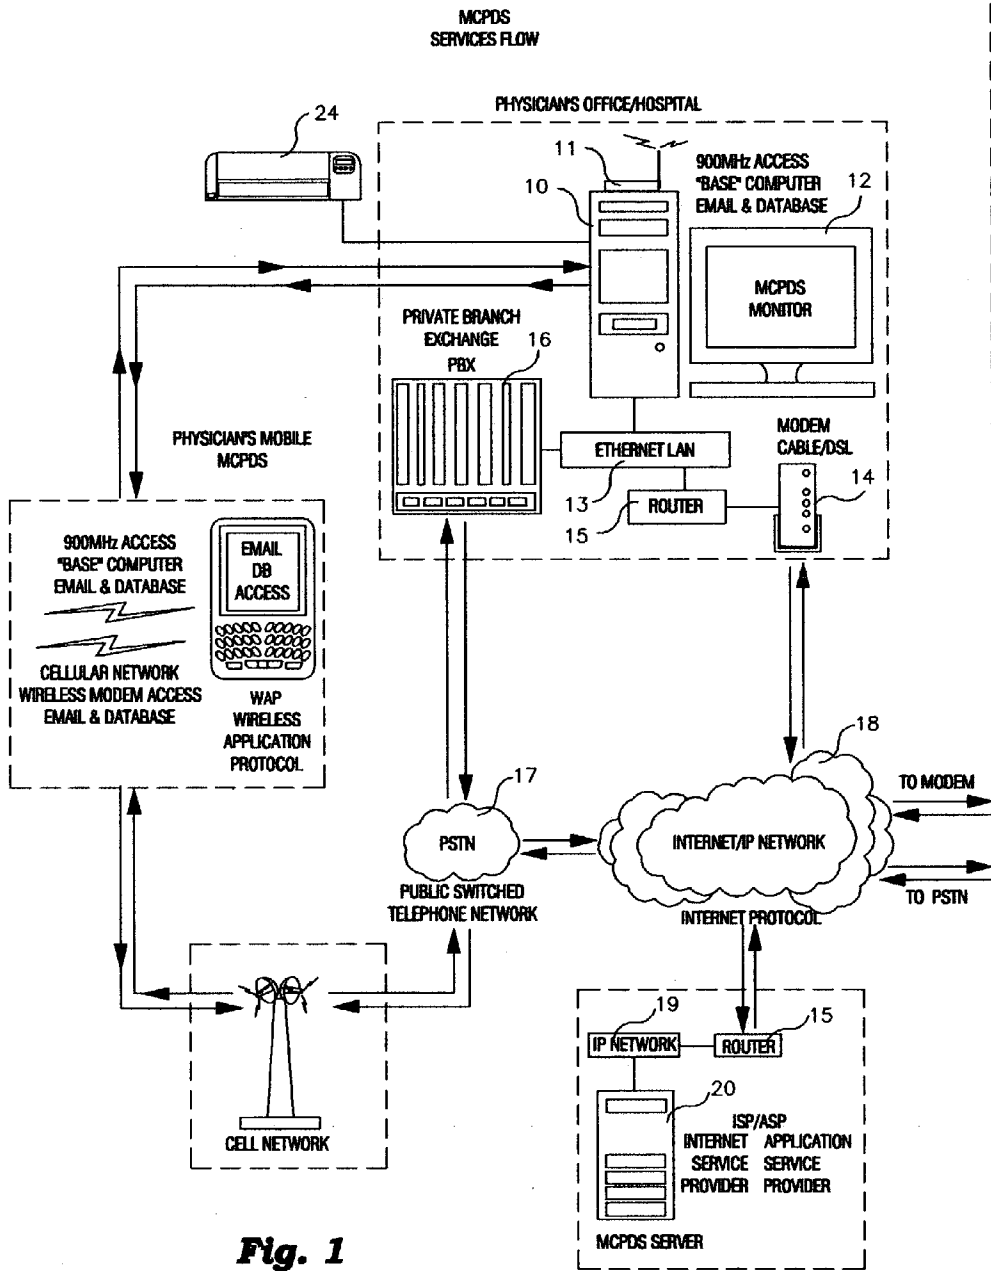 MCPDS
SERVICES FLOW
PHYSICIAN'S OFFICE/HOSPITAL
24
11
10
900MHz ACCESS
"BASE" COMPUTER
EMAIL & DATABASE
12
MCPDS
MONITOR
PRIVATE BRANCH
EXCHANGE
PBX
16
ETHERNET LAN
13
ROUTER
15
MODEM
CABLE/DSL
14
PHYSICIAN'S MOBILE
MCPDS
900MHz ACCESS
"BASE" COMPUTER
EMAIL & DATABASE
CELLULAR NETWORK
WIRELESS MODEM ACCESS
EMAIL & DATABASE
EMAIL
DB
ACCESS
WAP
WIRELESS
APPLICATION
PROTOCOL
17
PSTN
PUBLIC SWITCHED
TELEPHONE NETWORK
18
INTERNET/IP NETWORK
INTERNET PROTOCOL
TO MODEM
TO PSTN
CELL NETWORK
19
IP NETWORK
15
ROUTER
20
ISP/ASP
INTERNET APPLICATION
SERVICE SERVICE
PROVIDER PROVIDER
MCPDS SERVER
Fig. 1